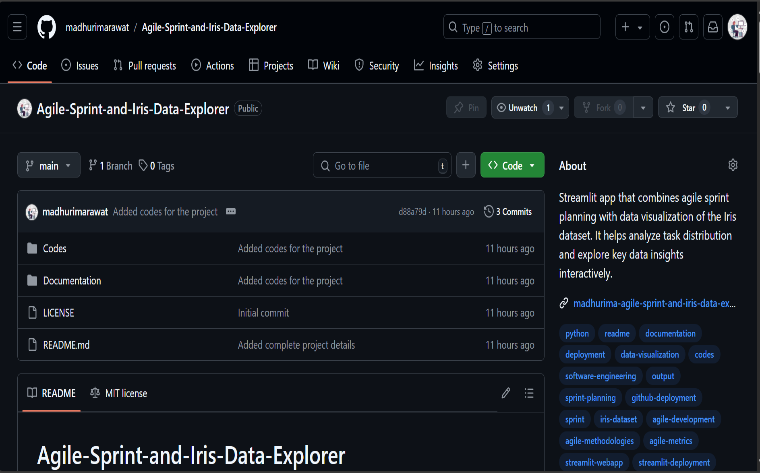 madhurimarawat / Agile-Sprint-and-Iris-Data-Explorer Type / to search
Code Issues Pull requests Actions Projects Wiki Security Insights Settings
Agile-Sprint-and-Iris-Data-Explorer Public Pin Unwatch 1 Fork 0 Star 0
main 1 Branch 0 Tags Go to file t Code
madhurimarawat Added codes for the project d88a79d · 11 hours ago 3 Commits
Codes Added codes for the project 11 hours ago
Documentation Added codes for the project 11 hours ago
LICENSE Initial commit 11 hours ago
README.md Added complete project details 11 hours ago
README MIT license
Agile-Sprint-and-Iris-Data-Explorer
About
Streamlit app that combines agile sprint
planning with data visualization of the Iris
dataset. It helps analyze task distribution
and explore key data insights
interactively.
madhurima-agile-sprint-and-iris-data-ex...
python readme documentation
deployment data-visualization codes
software-engineering output
sprint-planning github-deployment
sprint iris-dataset agile-development
agile-methodologies agile-metrics
streamlit-webapp streamlit-deployment